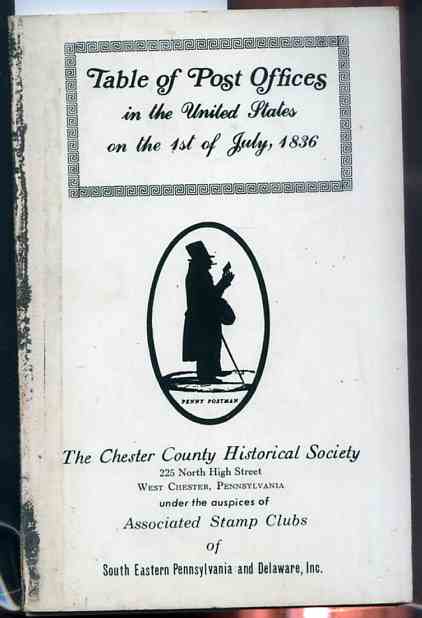 Table of Post Offices
in the United States
on the 1st of July, 1836
PENNY POSTMAN
The Chester County Historical Society
225 North High Street
West Chester, Pennsylvania
under the auspices of
Associated Stamp Clubs
of
South Eastern Pennsylvania and Delaware, Inc.